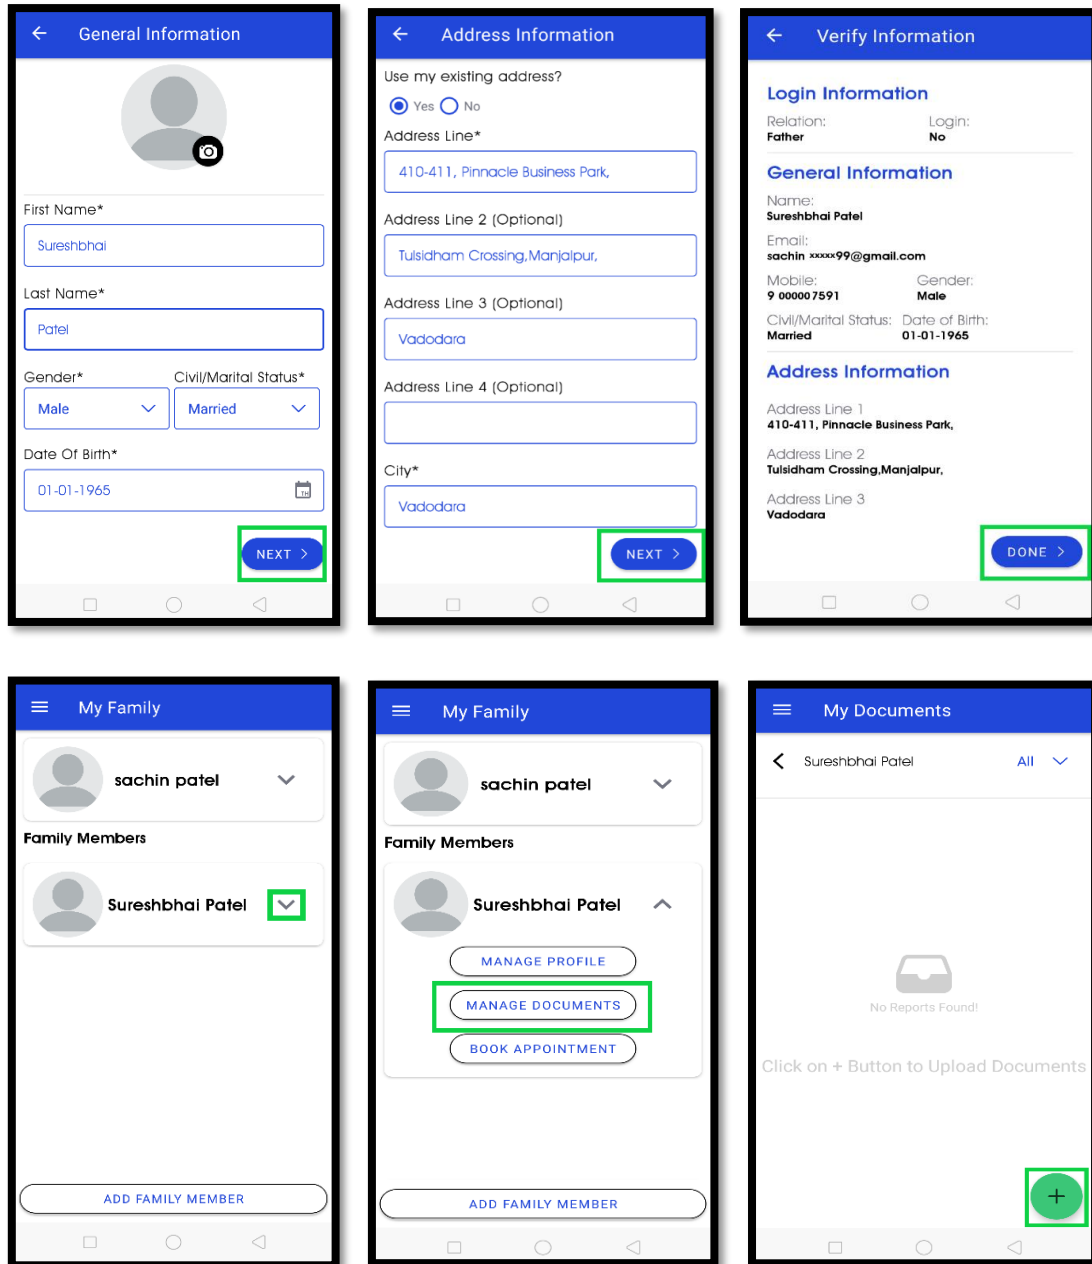 General Information
First Name*
Sureshbhai
Last Name*
Patel
Gender* Civil/Marital Status*
Male Married
Date Of Birth*
01-01-1965
NEXT
Address Information
Use my existing address?
Yes No
Address Line*
410-411, Pinnacle Business Park,
Address Line 2 (Optional)
Tulsidham Crossing,Manjalpur,
Address Line 3 (Optional)
Vadodara
Address Line 4 (Optional)
City*
Vadodara
NEXT
Verify Information
Login Information
Relation: Login:
Father No
General Information
Name:
Sureshbhai Patel
Email:
sachin xxxxx99@gmail.com
Mobile: Gender:
9 000007591 Male
Civil/Marital Status: Date of Birth:
Married 01-01-1965
Address Information
Address Line 1
410-411, Pinnacle Business Park,
Address Line 2
Tulsidham Crossing,Manjalpur,
Address Line 3
Vadodara
DONE
My Family
sachin patel
Family Members
Sureshbhai Patel
ADD FAMILY MEMBER
My Family
sachin patel
Family Members
Sureshbhai Patel
MANAGE PROFILE
MANAGE DOCUMENTS
BOOK APPOINTMENT
ADD FAMILY MEMBER
My Documents
Sureshbhai Patel All
No Reports Found!
Click on + Button to Upload Documents
+